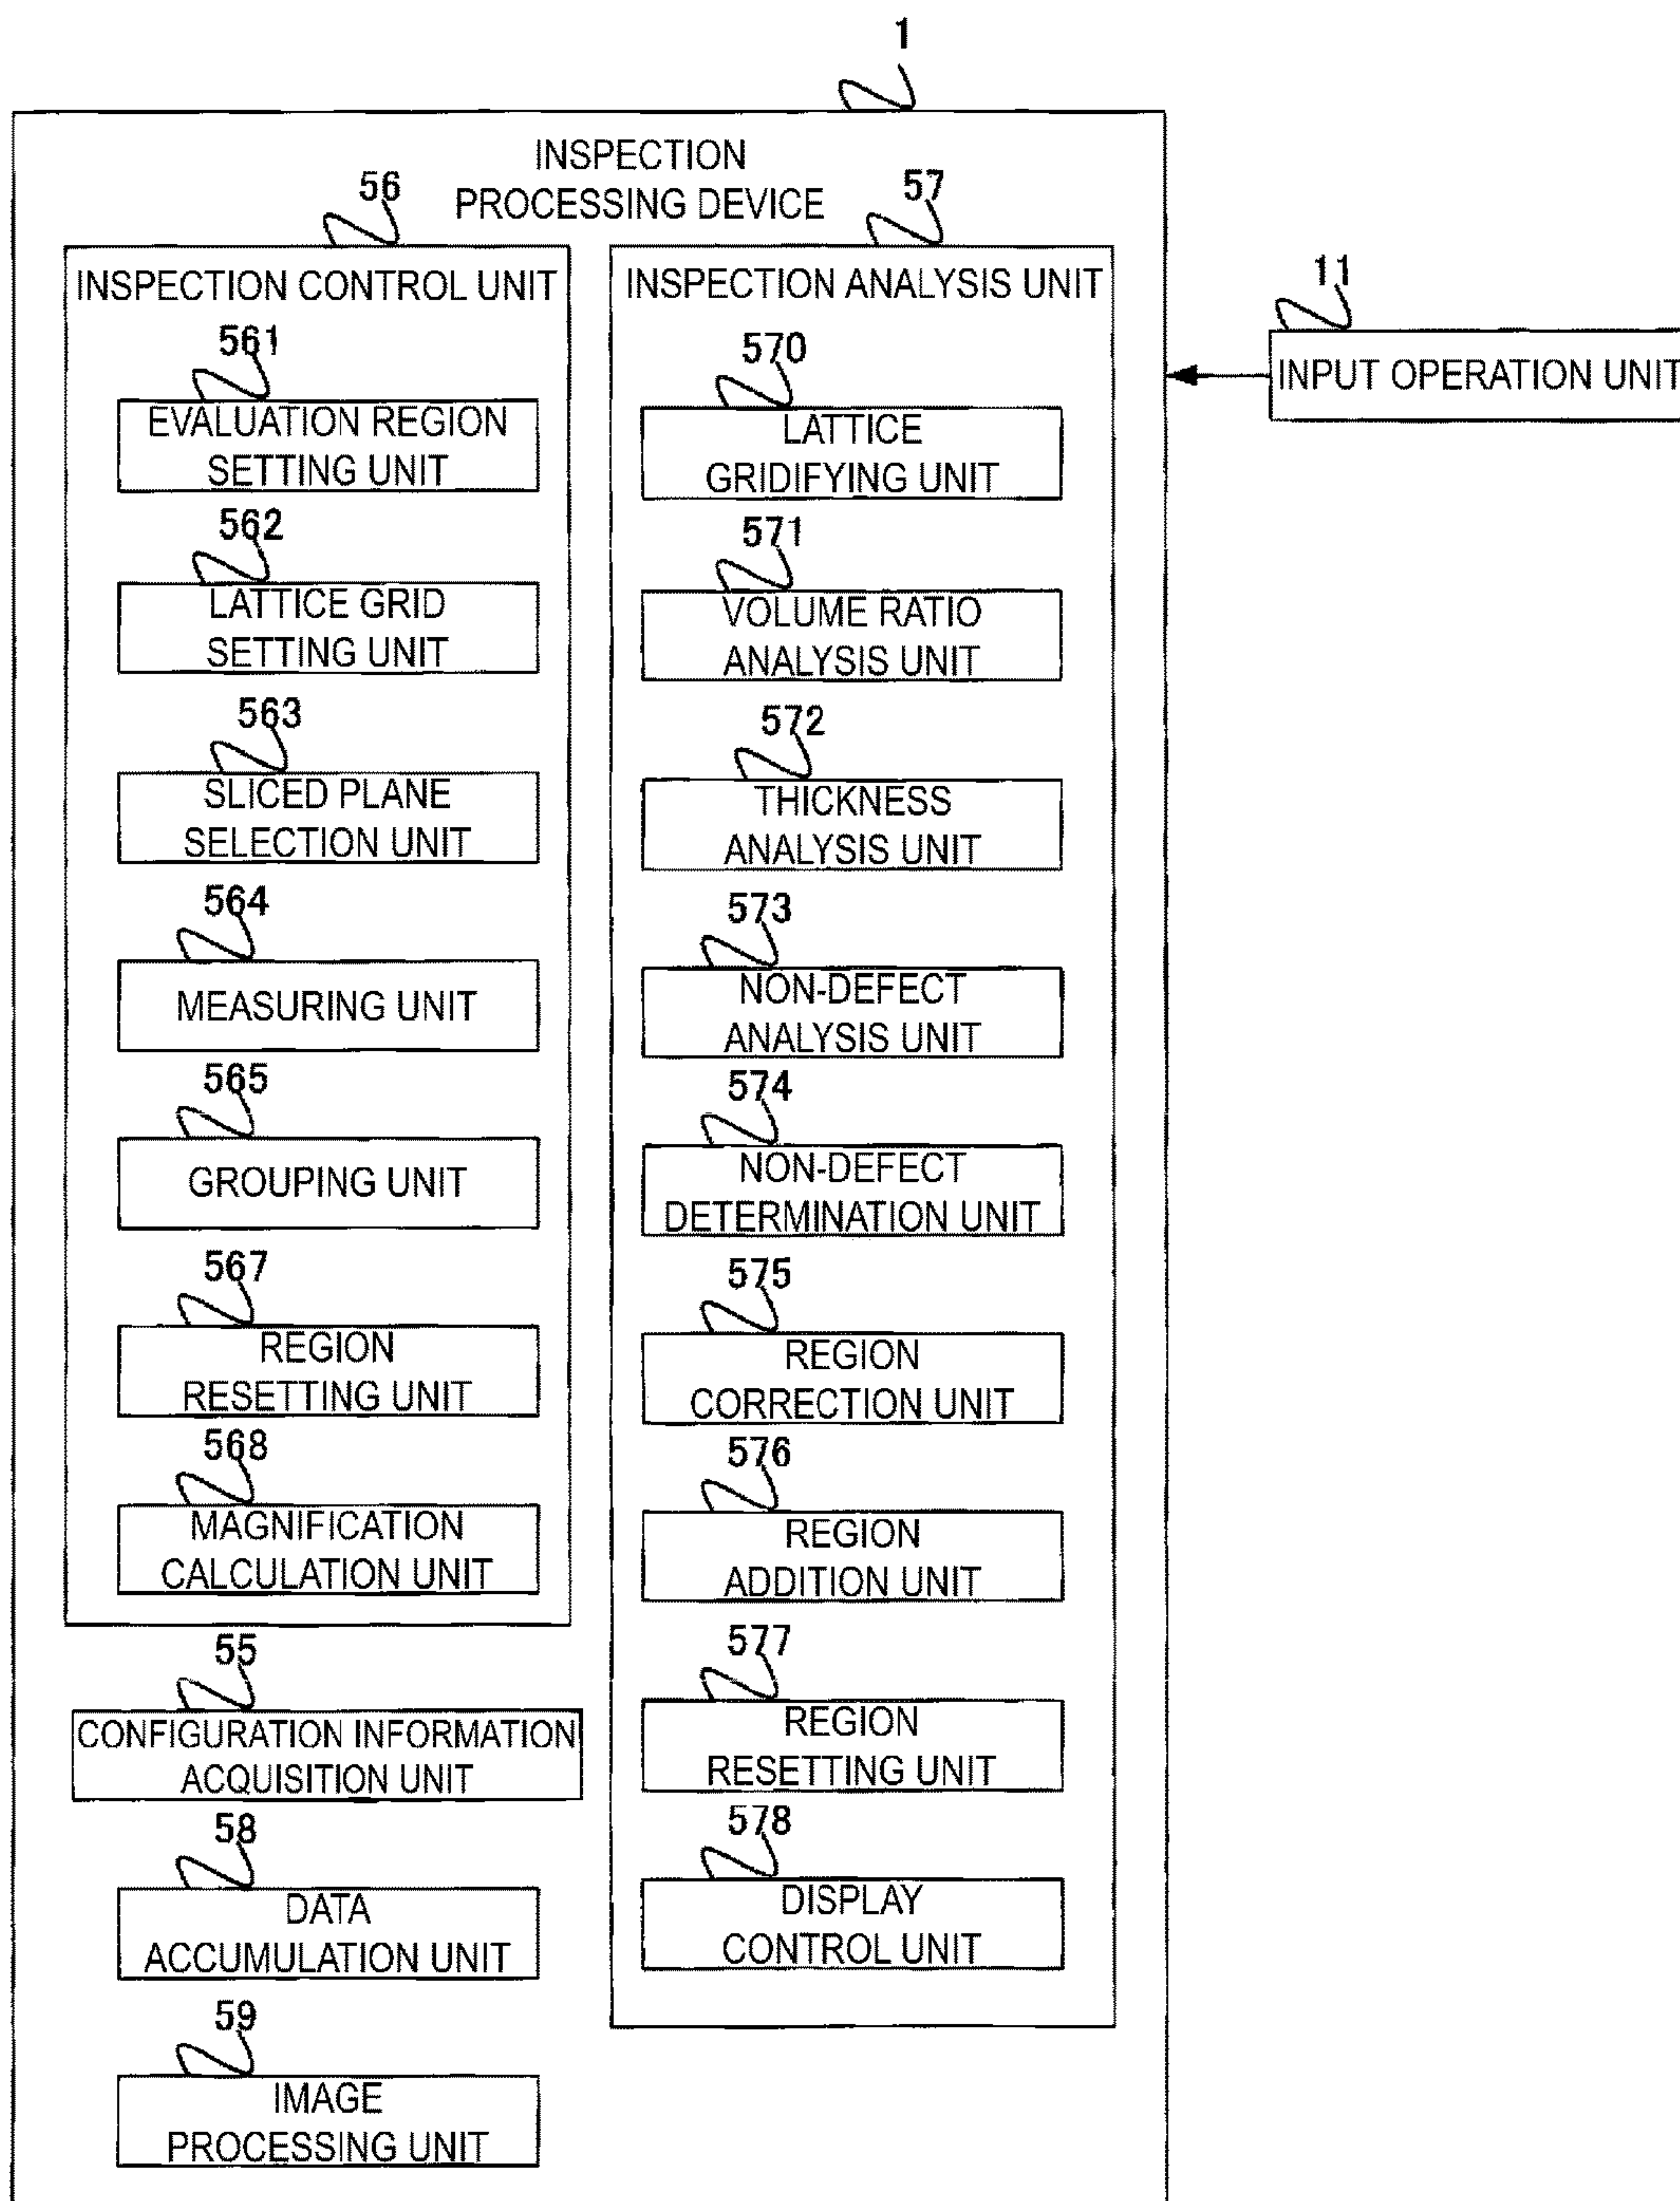 1
INSPECTION
PROCESSING DEVICE
56
INSPECTION CONTROL UNIT
561
EVALUATION REGION
SETTING UNIT
562
LATTICE GRID
SETTING UNIT
563
SLICED PLANE
SELECTION UNIT
564
MEASURING UNIT
565
GROUPING UNIT
567
REGION
RESETTING UNIT
568
MAGNIFICATION
CALCULATION UNIT
55
CONFIGURATION INFORMATION
ACQUISITION UNIT
58
DATA
ACCUMULATION UNIT
59
IMAGE
PROCESSING UNIT
57
INSPECTION ANALYSIS UNIT
570
LATTICE
GRIDIFYING UNIT
571
VOLUME RATIO
ANALYSIS UNIT
572
THICKNESS
ANALYSIS UNIT
573
NON-DEFECT
ANALYSIS UNIT
574
NON-DEFECT
DETERMINATION UNIT
575
REGION
CORRECTION UNIT
576
REGION
ADDITION UNIT
577
REGION
RESETTING UNIT
578
DISPLAY
CONTROL UNIT
11
INPUT OPERATION UNIT